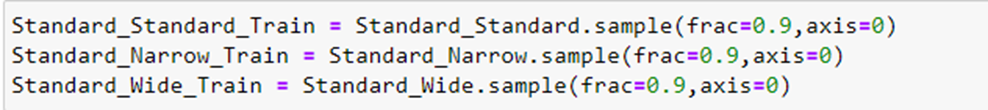 Standard_Standard_Train = Standard_Standard.sample(frac=0.9,axis=0)
Standard_Narrow_Train = Standard_Narrow.sample(frac=0.9,axis=0)
Standard_Wide_Train = Standard_Wide.sample(frac=0.9,axis=0)